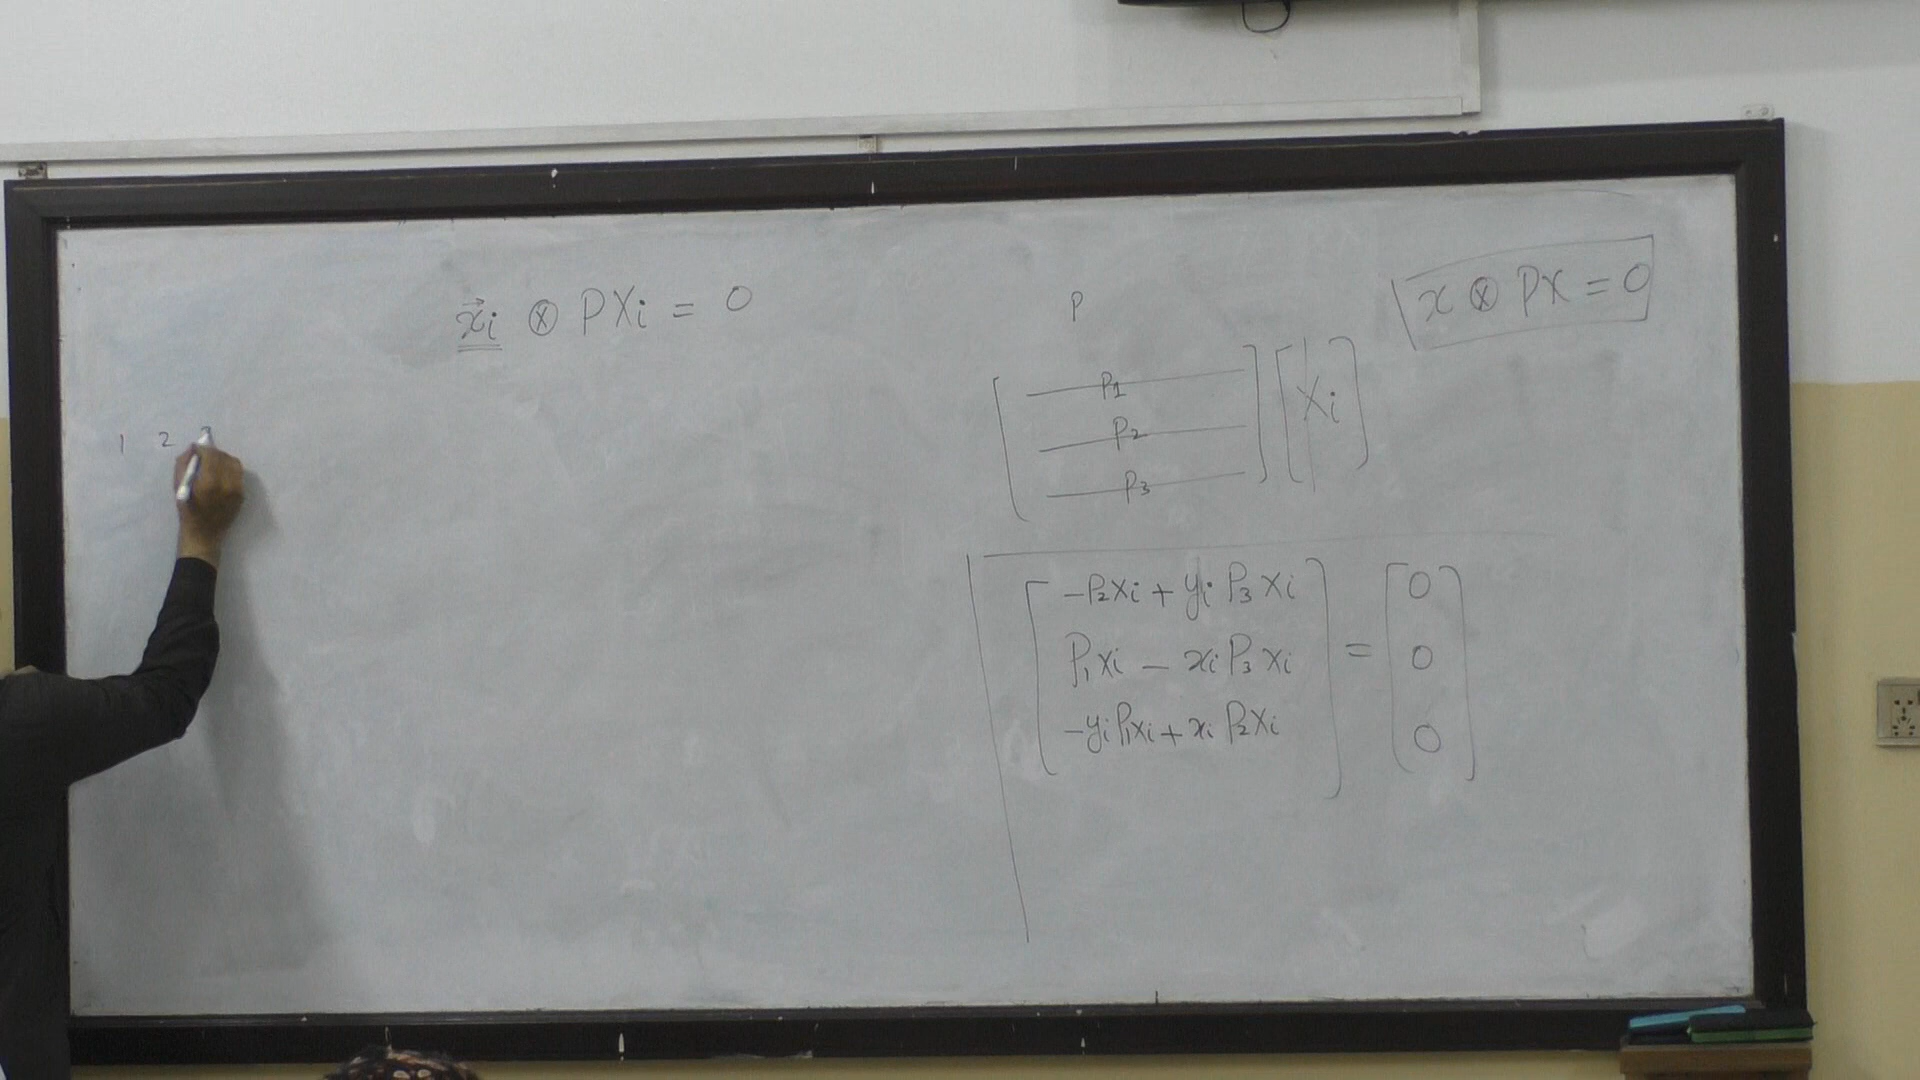 x⃗i ⊗ PXi = 0
1 2
P
x ⊗ PX = 0
[ P1 P2 P3 ] [ Xi ]
-P2Xi + yi P3 Xi
P1Xi - xi P3 Xi = 0 0 0
-yi P1Xi + xi P2Xi